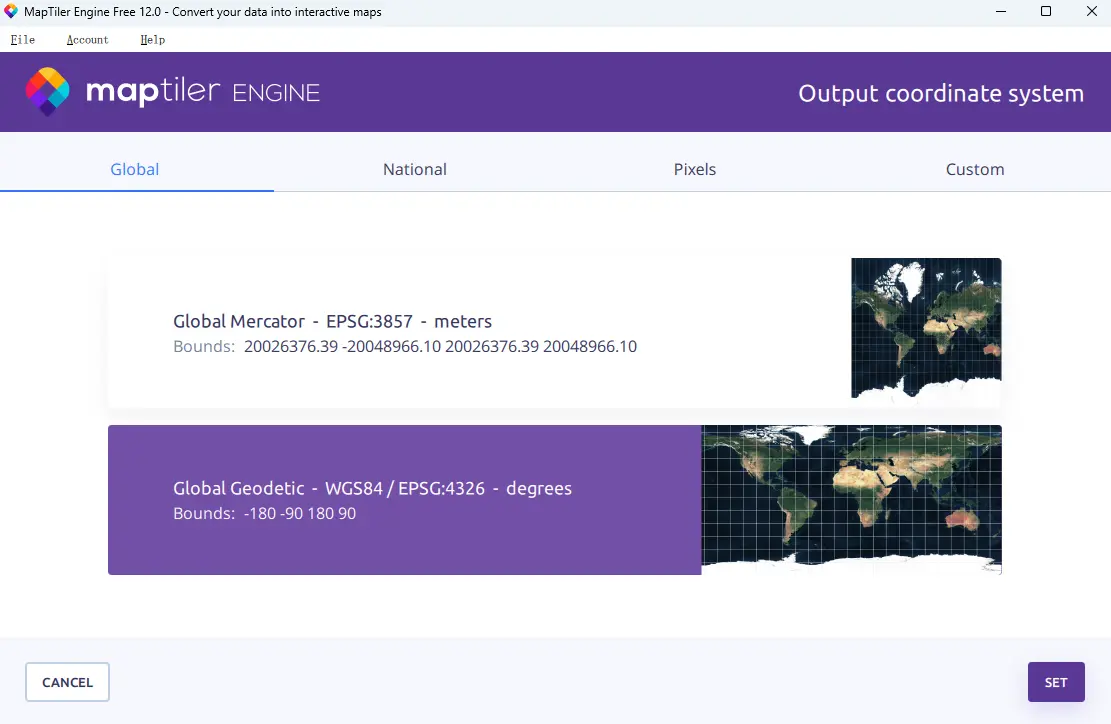 MapTiler Engine Free 12.0 - Convert your data into interactive maps
File Account Help
maptiler ENGINE
Output coordinate system
Global National Pixels Custom
Global Mercator - EPSG:3857 - meters
Bounds: 20026376.39 -20048966.10 20026376.39 20048966.10
Global Geodetic - WGS84 / EPSG:4326 - degrees
Bounds: -180 -90 180 90
CANCEL SET